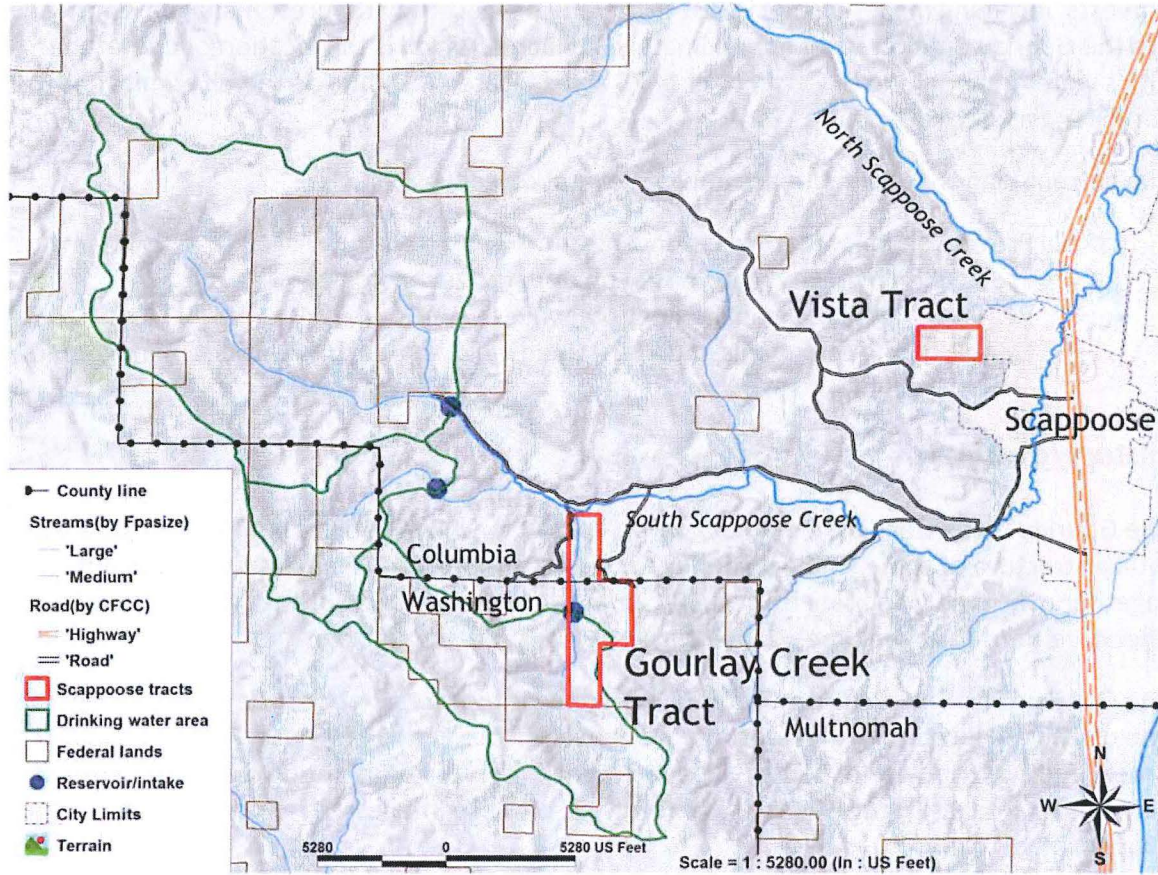 North Scappoose Creek
Vista Tract
Scappoose
South Scappoose Creek
Columbia
Washington
Gourlay Creek
Tract
Multnomah
County line
Streams(by Fpasize)
'Large'
'Medium'
Road(by CFCC)
'Highway'
'Road'
Scappoose tracts
Drinking water area
Federal lands
Reservoir/intake
City Limits
Terrain
5280 0 5280 US Feet
Scale = 1 : 5280.00 (In : US Feet)
N
W E
S